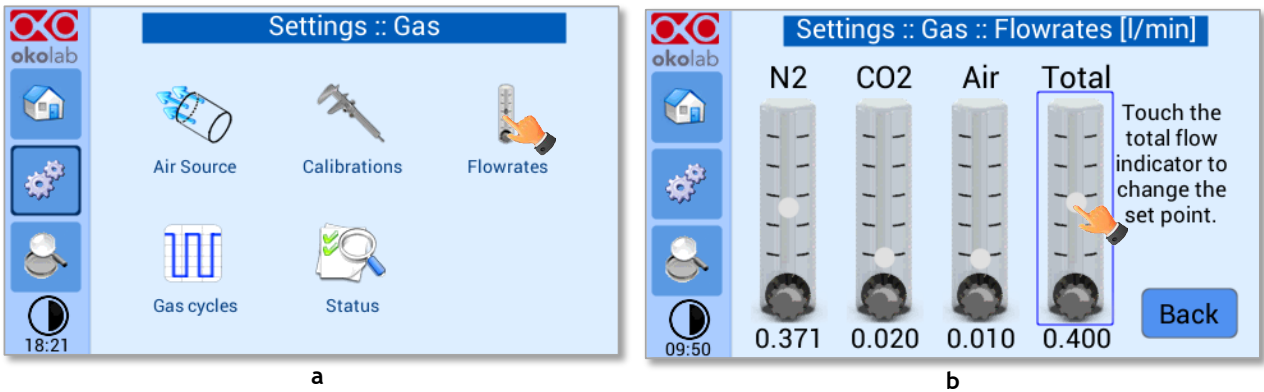 okolab
Settings :: Gas
Air Source
Calibrations
Flowrates
Gas cycles
Status
18:21
a
okolab
Settings :: Gas :: Flowrates [l/min]
N2 CO2 Air Total
Touch the
total flow
indicator to
change the
set point.
Back
0.371 0.020 0.010 0.400
09:50
b